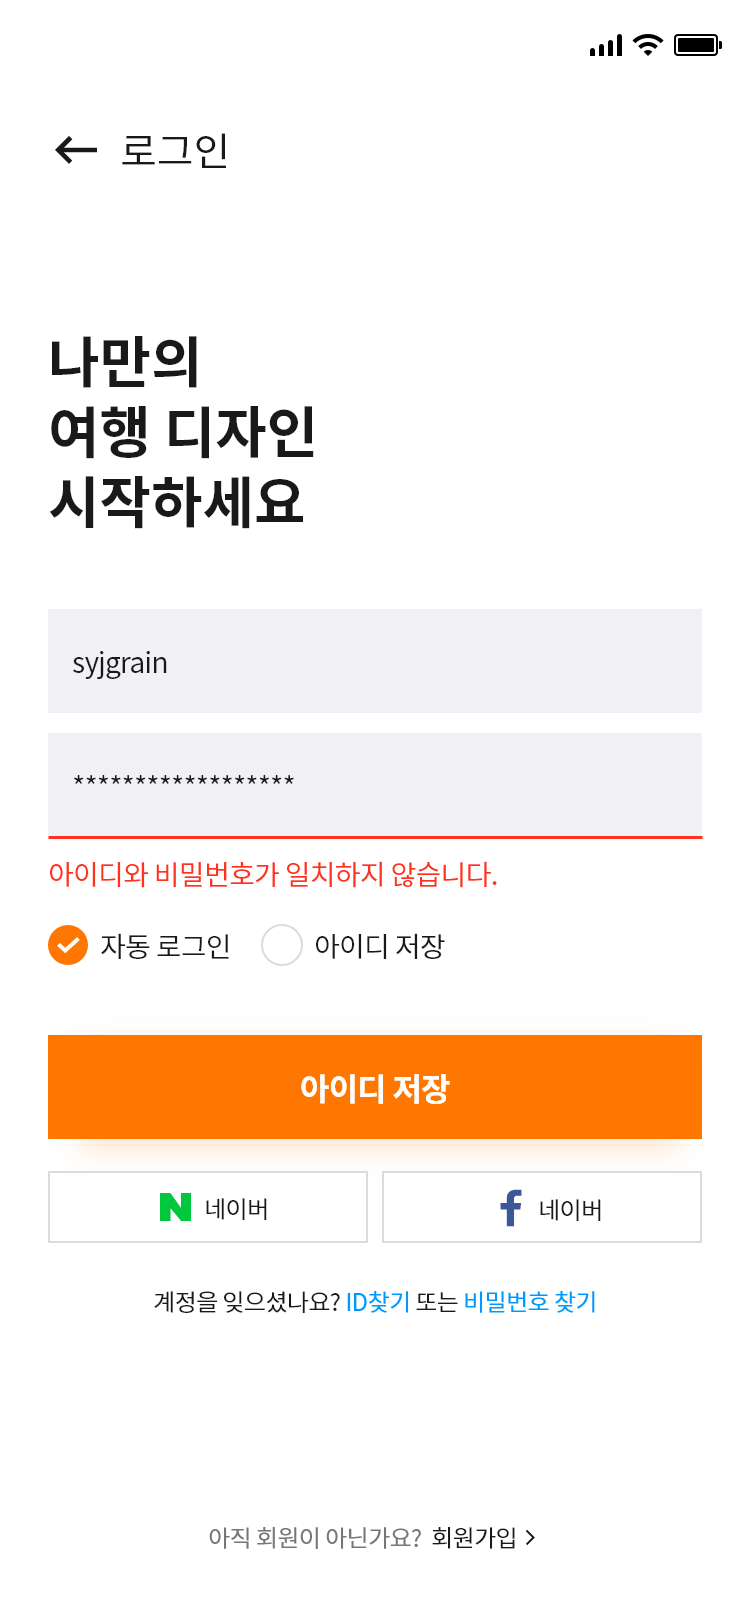 로그인
나만의
여행 디자인
시작하세요
syjgrain
******************
아이디와 비밀번호가 일치하지 않습니다.
자동 로그인 아이디 저장
아이디 저장
N 네이버 f 네이버
계정을 잊으셨나요? ID찾기 또는 비밀번호 찾기
아직 회원이 아닌가요? 회원가입 >